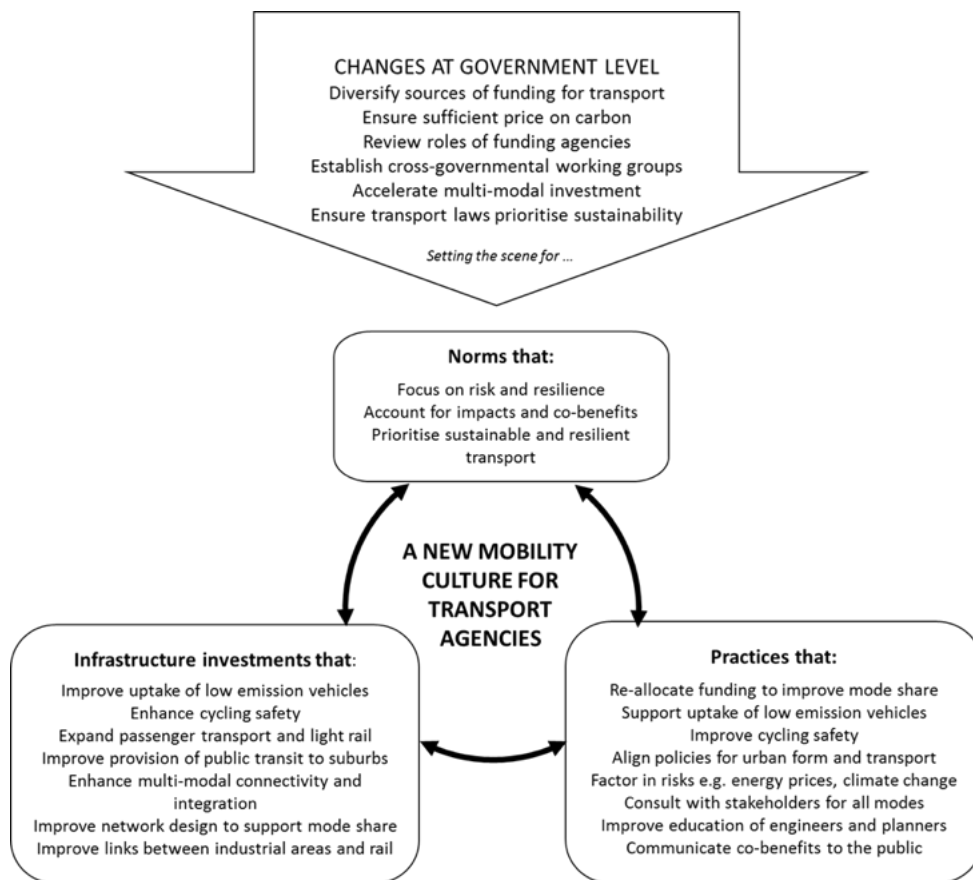 CHANGES AT GOVERNMENT LEVEL
Diversify sources of funding for transport
Ensure sufficient price on carbon
Review roles of funding agencies
Establish cross-governmental working groups
Accelerate multi-modal investment
Ensure transport laws prioritise sustainability
Setting the scene for ...
Norms that:
Focus on risk and resilience
Account for impacts and co-benefits
Prioritise sustainable and resilient
transport
A NEW MOBILITY
CULTURE FOR
TRANSPORT
AGENCIES
Infrastructure investments that:
Improve uptake of low emission vehicles
Enhance cycling safety
Expand passenger transport and light rail
Improve provision of public transit to suburbs
Enhance multi-modal connectivity and
integration
Improve network design to support mode share
Improve links between industrial areas and rail
Practices that:
Re-allocate funding to improve mode share
Support uptake of low emission vehicles
Improve cycling safety
Align policies for urban form and transport
Factor in risks e.g. energy prices, climate change
Consult with stakeholders for all modes
Improve education of engineers and planners
Communicate co-benefits to the public